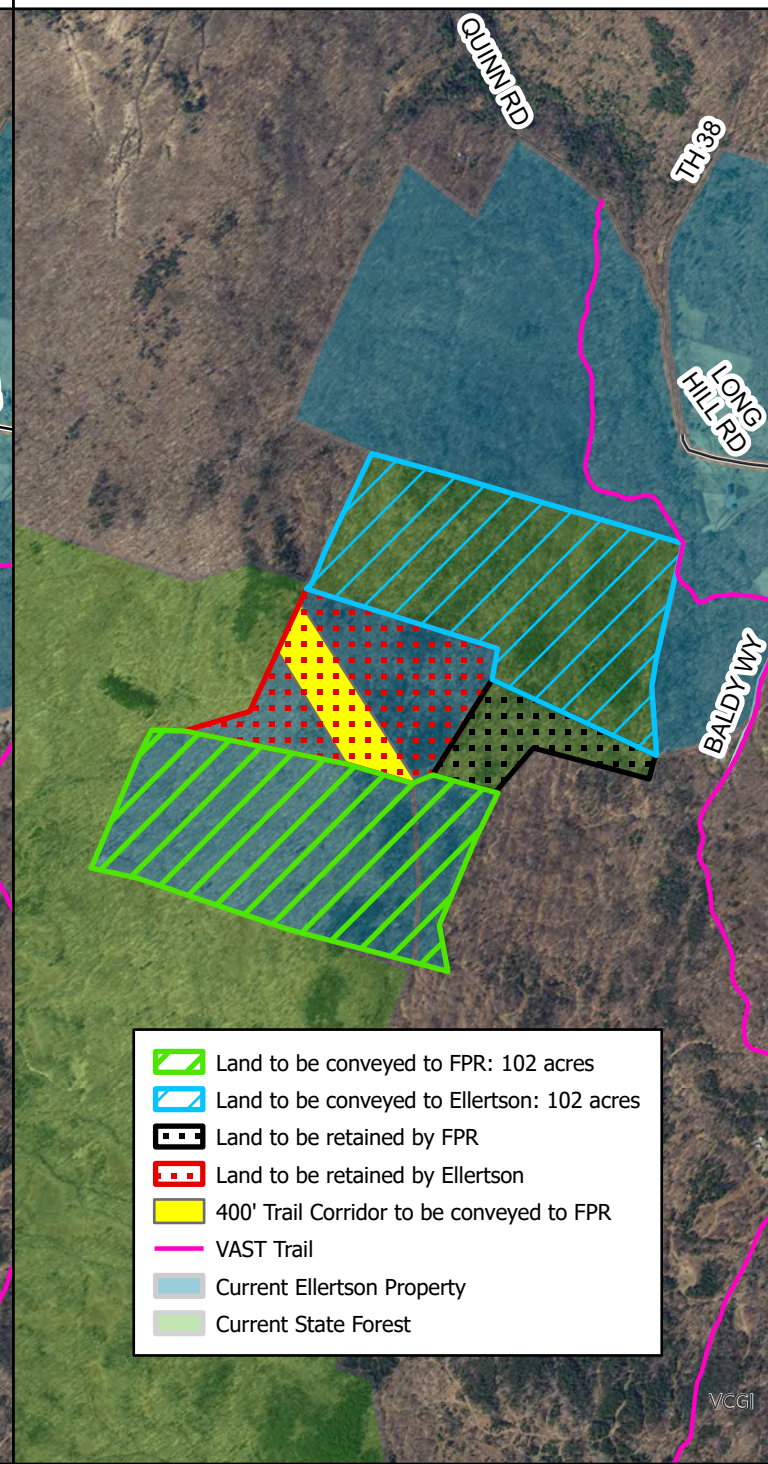 QUINN RD
TH 38
LONG
HILL RD
BALDY WY
Land to be conveyed to FPR: 102 acres
Land to be conveyed to Ellertson: 102 acres
Land to be retained by FPR
Land to be retained by Ellertson
400' Trail Corridor to be conveyed to FPR
VAST Trail
Current Ellertson Property
Current State Forest
VCGI